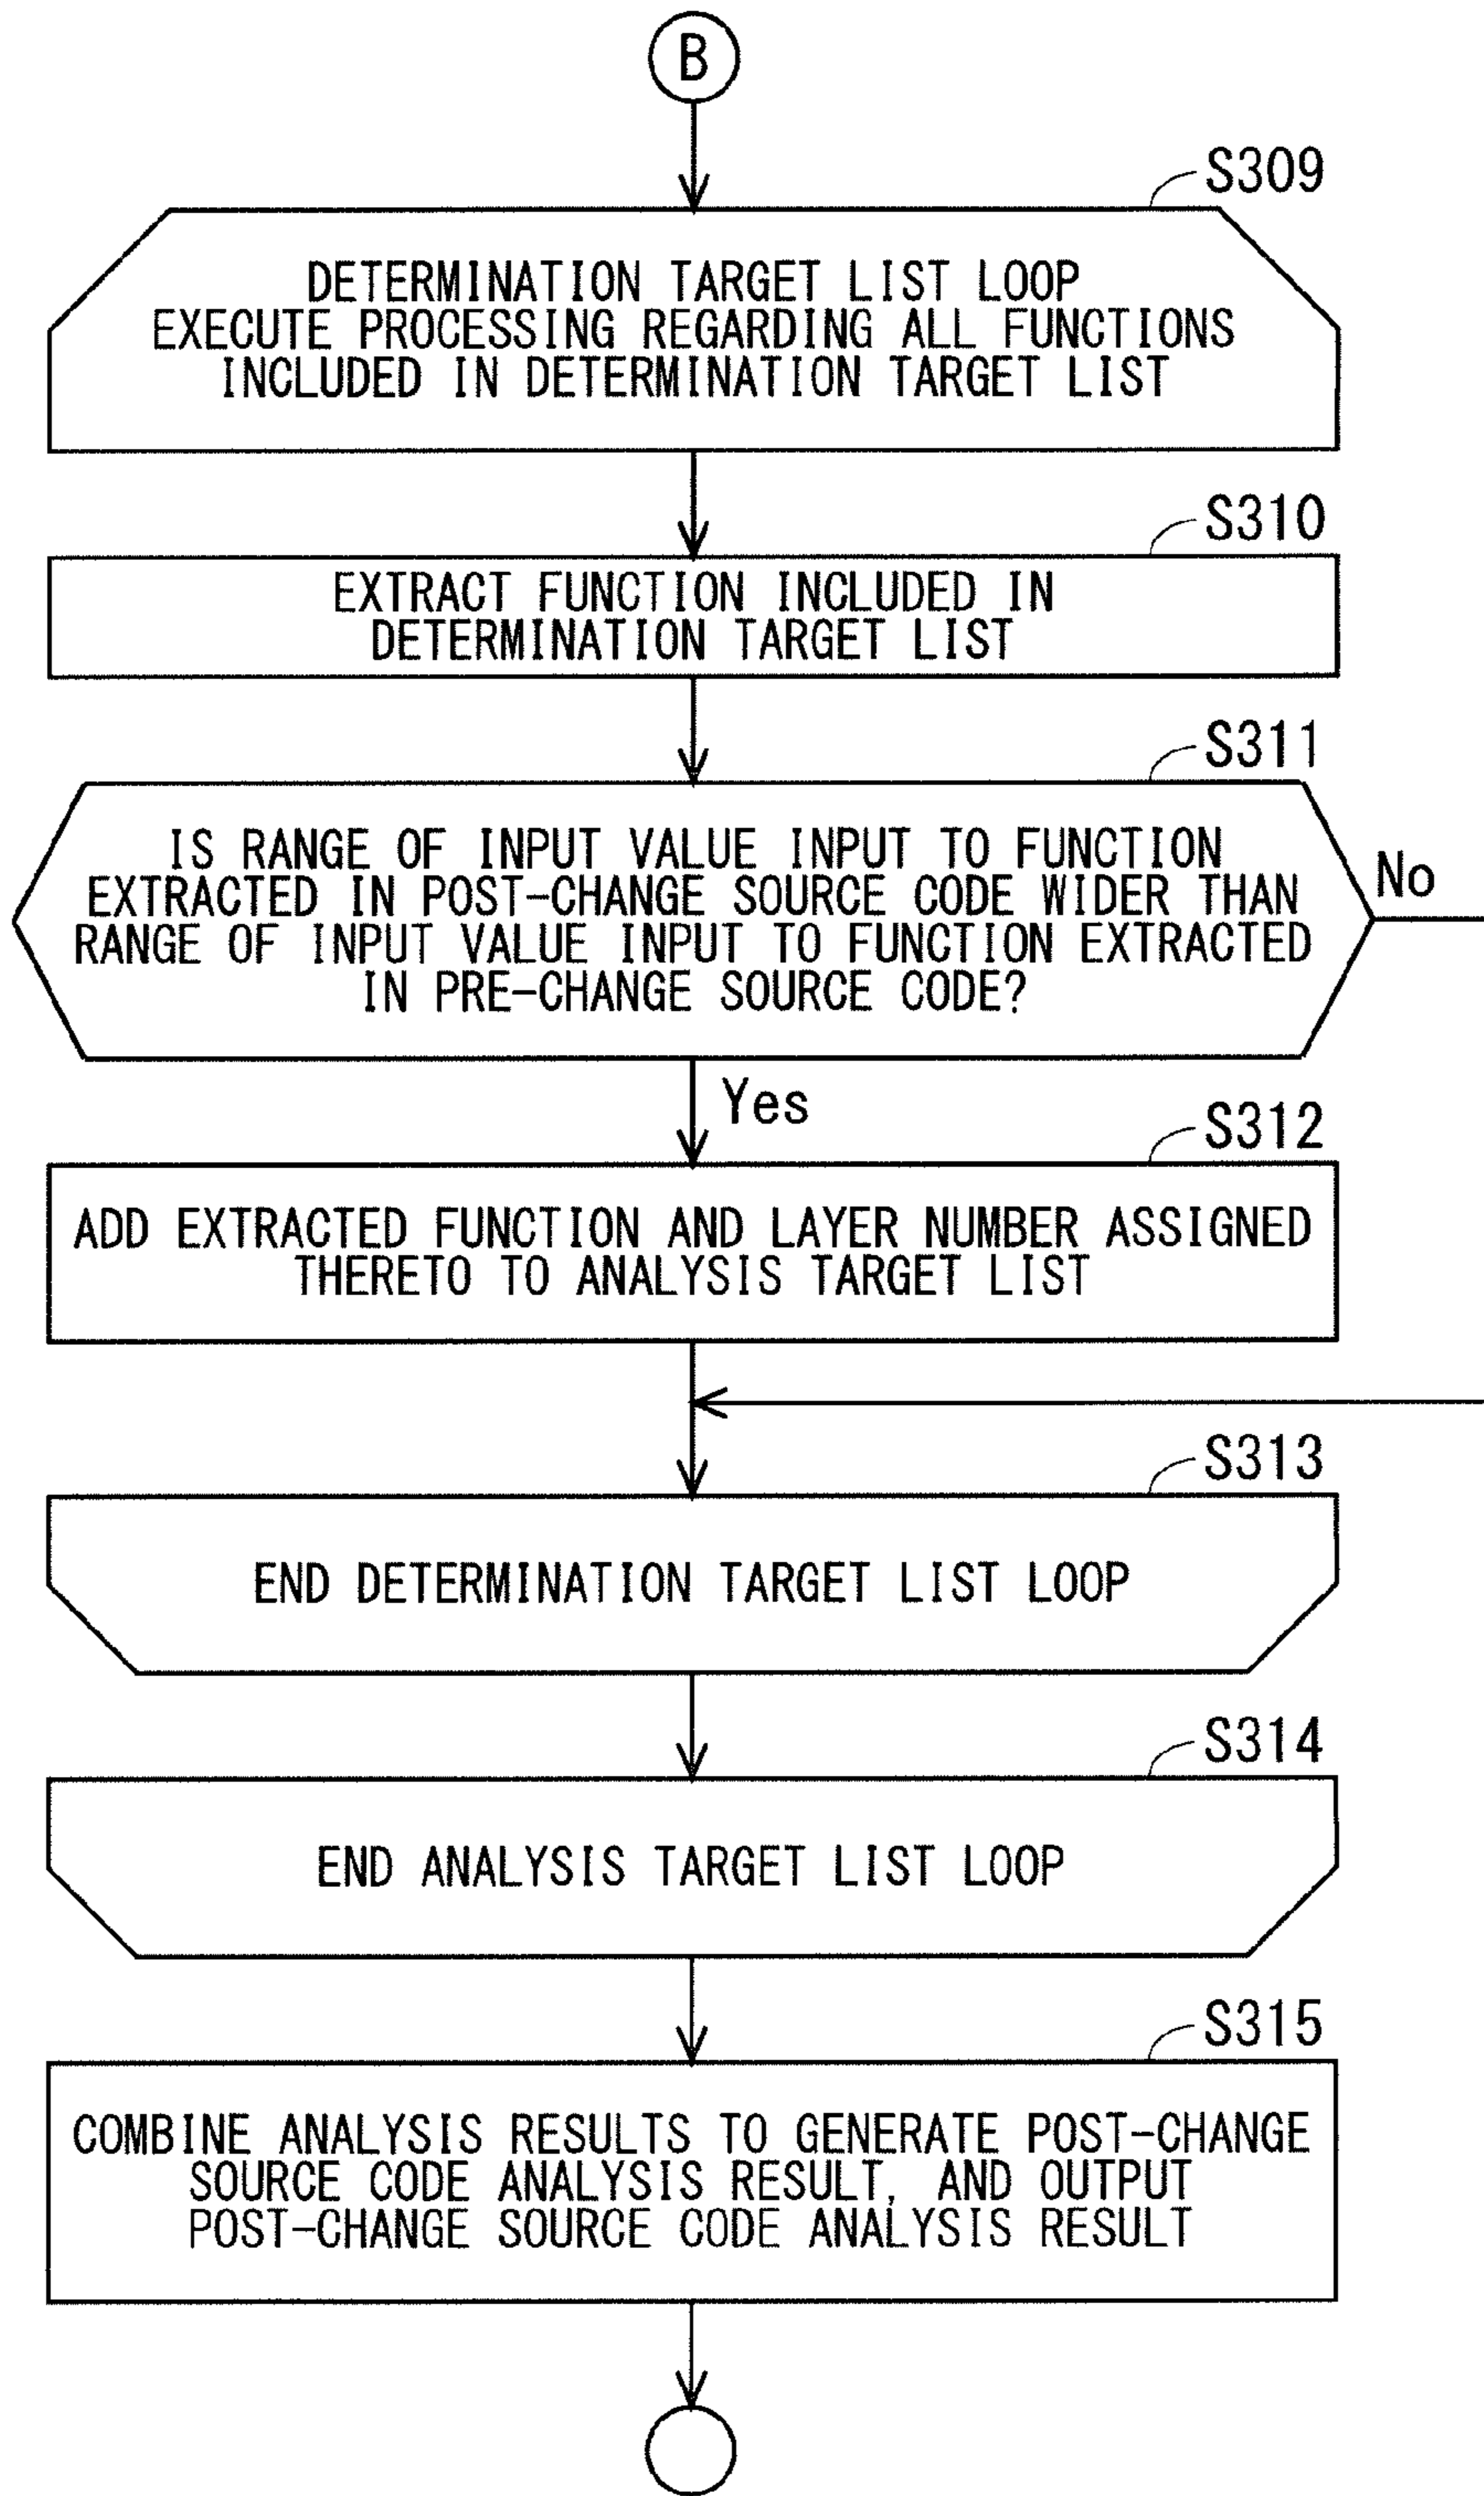 B
S309
DETERMINATION TARGET LIST LOOP
EXECUTE PROCESSING REGARDING ALL FUNCTIONS
INCLUDED IN DETERMINATION TARGET LIST
S310
EXTRACT FUNCTION INCLUDED IN
DETERMINATION TARGET LIST
S311
IS RANGE OF INPUT VALUE INPUT TO FUNCTION
EXTRACTED IN POST-CHANGE SOURCE CODE WIDER THAN
RANGE OF INPUT VALUE INPUT TO FUNCTION EXTRACTED
IN PRE-CHANGE SOURCE CODE?
No
Yes
S312
ADD EXTRACTED FUNCTION AND LAYER NUMBER ASSIGNED
THERETO TO ANALYSIS TARGET LIST
S313
END DETERMINATION TARGET LIST LOOP
S314
END ANALYSIS TARGET LIST LOOP
S315
COMBINE ANALYSIS RESULTS TO GENERATE POST-CHANGE
SOURCE CODE ANALYSIS RESULT, AND OUTPUT
POST-CHANGE SOURCE CODE ANALYSIS RESULT